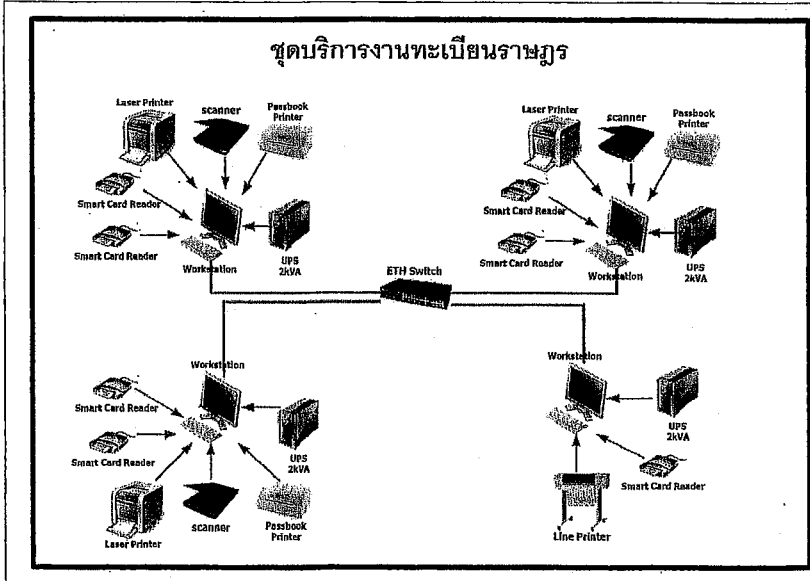 ชุดบริการงานทะเบียนราษฎร
Laser Printer
scanner
Passbook
Printer
Smart Card Reader
Smart Card Reader
Workstation
UPS
2kVA
Laser Printer
scanner
Passbook
Printer
Smart Card Reader
Smart Card Reader
Workstation
UPS
2kVA
ETH Switch
Workstation
Smart Card Reader
Smart Card Reader
UPS
2kVA
Laser Printer
scanner
Passbook
Printer
Workstation
UPS
2kVA
Smart Card Reader
Line Printer